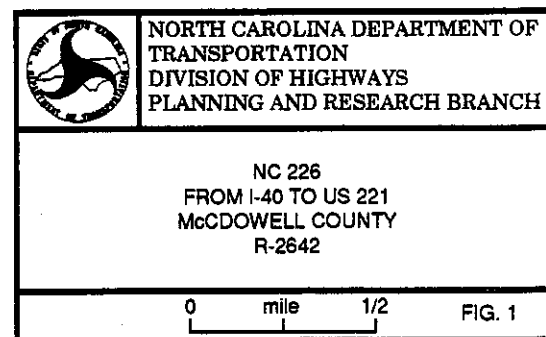 NORTH CAROLINA DEPARTMENT OF
TRANSPORTATION
DIVISION OF HIGHWAYS
PLANNING AND RESEARCH BRANCH
NC 226
FROM I-40 TO US 221
McCDOWELL COUNTY
R-2642
0 mile 1/2 FIG. 1